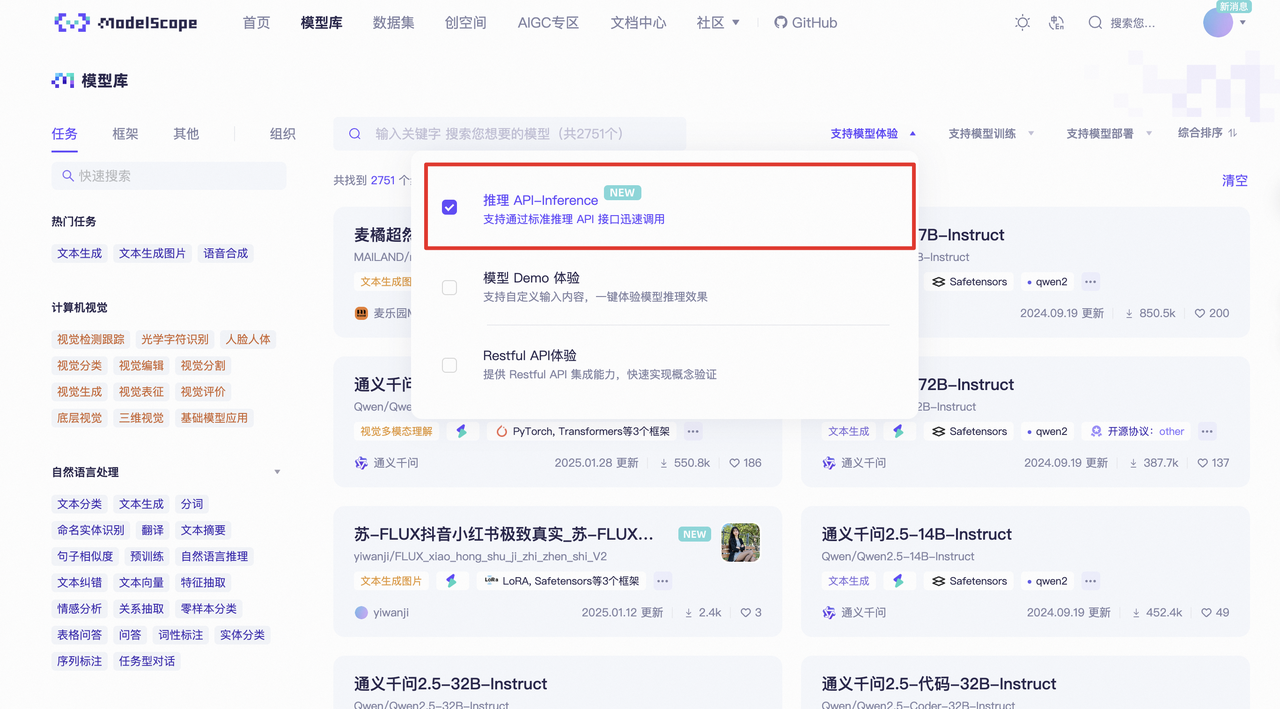 ModelScope 首页 模型库 数据集 创空间 AIGC专区 文档中心 社区 GitHub En 搜索您... 新消息
模型库
任务 框架 其他 组织
输入关键字 搜索您想要的模型（共2751个）
支持模型体验 支持模型训练 支持模型部署 综合排序
快速搜索
共找到 2751 个
清空
热门任务
文本生成 文本生成图片 语音合成
计算机视觉
视觉检测跟踪 光学字符识别 人脸人体
视觉分类 视觉编辑 视觉分割
视觉生成 视觉表征 视觉评价
底层视觉 三维视觉 基础模型应用
自然语言处理
文本分类 文本生成 分词
命名实体识别 翻译 文本摘要
句子相似度 预训练 自然语言推理
文本纠错 文本向量 特征抽取
情感分析 关系抽取 零样本分类
表格问答 问答 词性标注 实体分类
序列标注 任务型对话
推理 API-Inference NEW
支持通过标准推理 API 接口迅速调用
模型 Demo 体验
支持自定义输入内容，一键体验模型推理效果
Restful API体验
提供 Restful API 集成能力，快速实现概念验证
麦橘超然
MAILAND/
文本生成图
麦乐园
7B-Instruct
B-Instruct
Safetensors qwen2 ...
2024.09.19 更新 850.5k 200
通义千问
Qwen/Qwe
视觉多模态理解 PyTorch, Transformers等3个框架 ...
通义千问 2025.01.28 更新 550.8k 186
72B-Instruct
2B-Instruct
文本生成 Safetensors qwen2 开源协议: other ...
通义千问 2024.09.19 更新 387.7k 137
苏-FLUX抖音小红书极致真实_苏-FLUX... NEW
yiwanji/FLUX_xiao_hong_shu_ji_zhi_zhen_shi_V2
文本生成图片 LoRA LoRA, Safetensors等3个框架 ...
yiwanji 2025.01.12 更新 2.4k 3
通义千问2.5-14B-Instruct
Qwen/Qwen2.5-14B-Instruct
文本生成 Safetensors qwen2 ...
通义千问 2024.09.19 更新 452.4k 49
通义千问2.5-32B-Instruct
Qwen/Qwen2.5-32B-Instruct
通义千问2.5-代码-32B-Instruct
Qwen/Qwen2.5-Coder-32B-Instruct